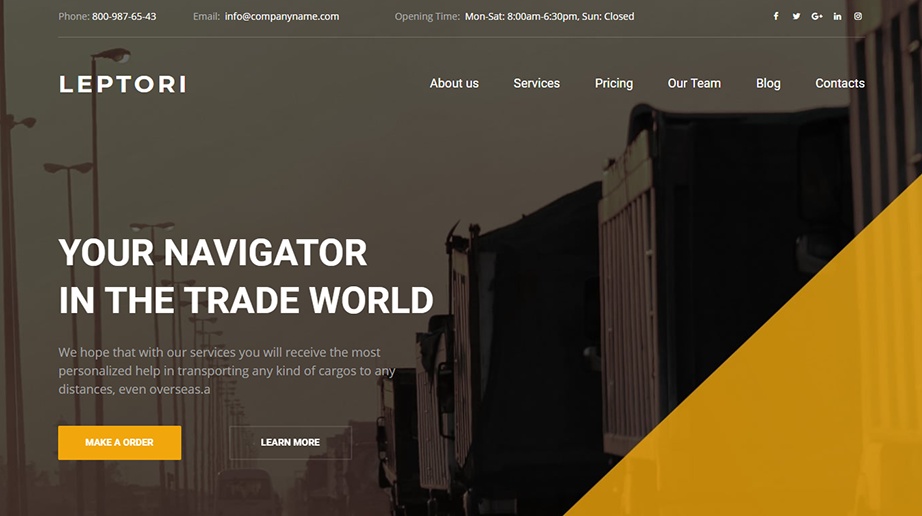 Phone: 800-987-65-43 Email: info@companyname.com Opening Time: Mon-Sat: 8:00am-6:30pm, Sun: Closed
LEPTORI
About us Services Pricing Our Team Blog Contacts
YOUR NAVIGATOR
IN THE TRADE WORLD
We hope that with our services you will receive the most
personalized help in transporting any kind of cargos to any
distances, even overseas.a
MAKE A ORDER LEARN MORE